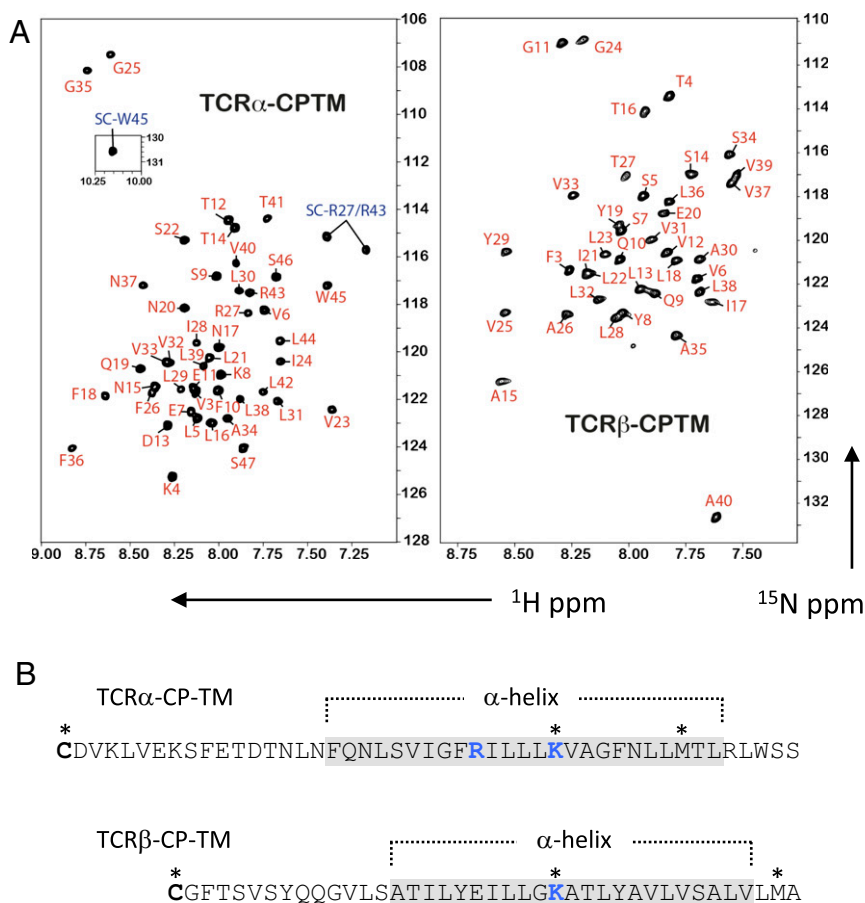 A
TCRα-CPTM
106
108
110
112
114
116
118
120
122
124
126
128
9.00 8.75 8.50 8.25 8.00 7.75 7.50 7.25
G25
G35
SC-W45
130
131
10.25 10.00
T12
T41
SC-R27/R43
S22
T14
V40
S46
N37
S9
L30
R43
W45
N20
R27
V6
I28
N17
L44
V33
V32
L39
L21
I24
Q19
K8
N15
L29
E11
L42
F18
F26
V3
F10
L38
L31
V23
E7
L5
L16
A34
D13
F36
S47
K4
TCRβ-CPTM
110
112
114
116
118
120
122
124
126
128
130
132
8.75 8.50 8.25 8.00 7.75 7.50
G11
G24
T4
T16
S34
S14
V39
T27
V37
V33
S5
L36
Y19
S7
E20
V31
Y29
L23
Q10
V12
A30
F3
I21
L22
L13
L18
V6
L38
L32
Q9
I17
V25
A26
L28
Y8
A35
A15
A40
¹H ppm
¹⁵N ppm
B
TCRα-CP-TM
α-helix
* * *
CDVKLVEKSFETDTNLNFQNLSVIGFRILLLKVAGFNLLMTLRLWSS
TCRβ-CP-TM
α-helix
* * *
CGFTSVSYQQGVLSATILYEILLGKATLYAVLVSALVLMA